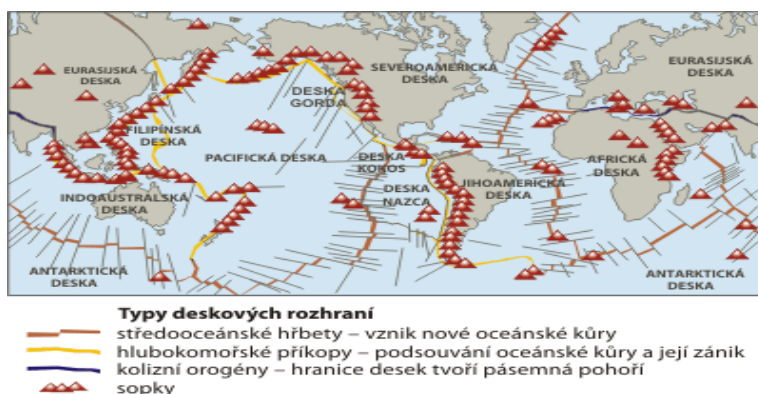 EURASIJSKÁ
DESKA
SEVEROAMERICKÁ
DESKA
EURASIJSKÁ
DESKA
DESKA
GORDA
FILIPÍNSKÁ
DESKA
PACIFICKÁ DESKA
DESKA
KOKOS
AFRICKÁ
DESKA
INDOAUSTRALSKÁ
DESKA
DESKA
NAZCA
JIHOAMERICKÁ
DESKA
ANTARKTICKÁ
DESKA
ANTARKTICKÁ
DESKA
Typy deskových rozhraní
středooceánské hřbety – vznik nové oceánské kůry
hlubokomořské příkopy – podsouvání oceánské kůry a její zánik
kolizní orogény – hranice desek tvoří pásemná pohoří
sopky